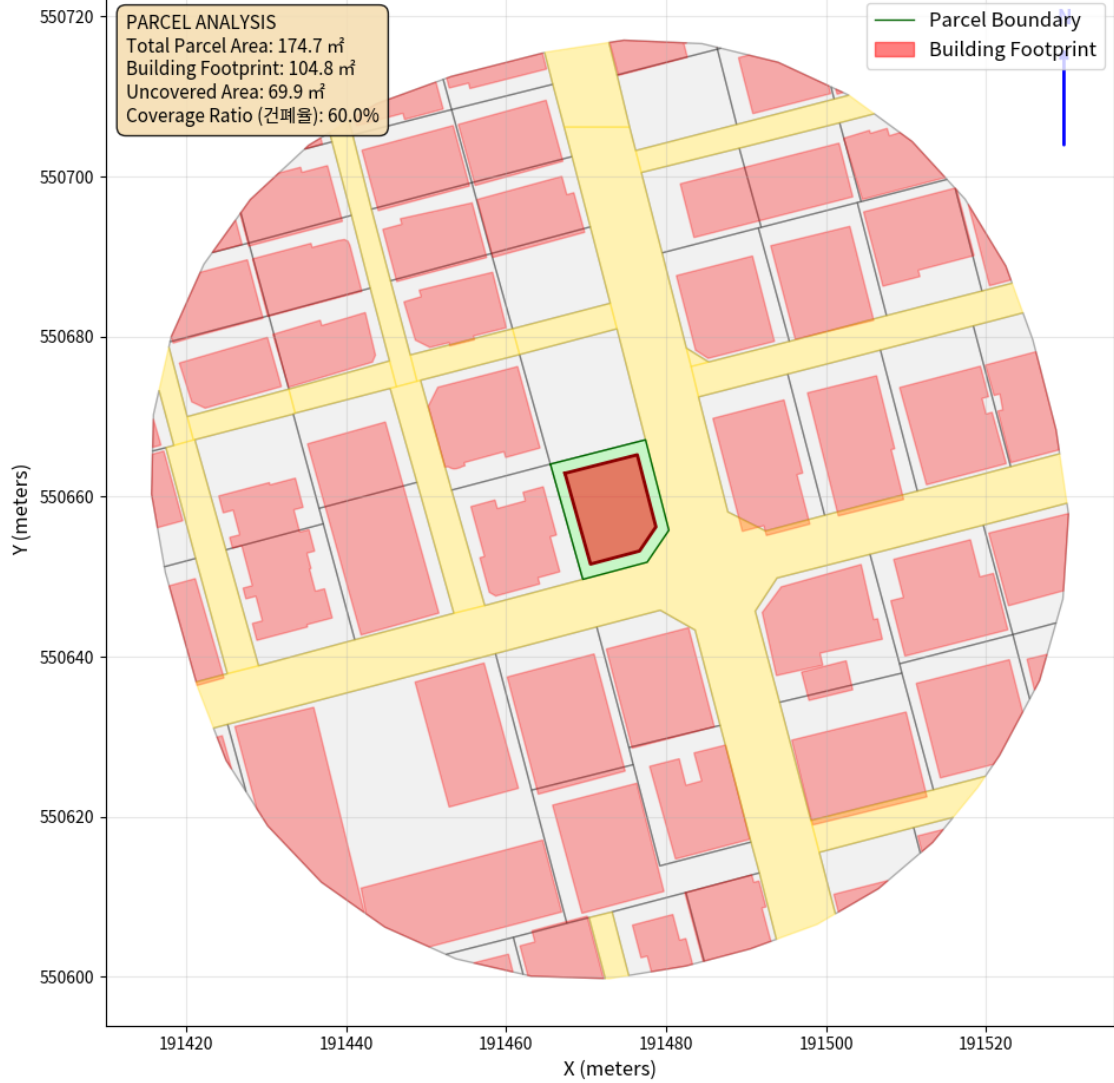 PARCEL ANALYSIS
Total Parcel Area: 174.7 ㎡
Building Footprint: 104.8 ㎡
Uncovered Area: 69.9 ㎡
Coverage Ratio (건폐율): 60.0%
N
Parcel Boundary
Building Footprint
550720
550700
550680
550660
550640
550620
550600
Y (meters)
191420
191440
191460
191480
191500
191520
X (meters)